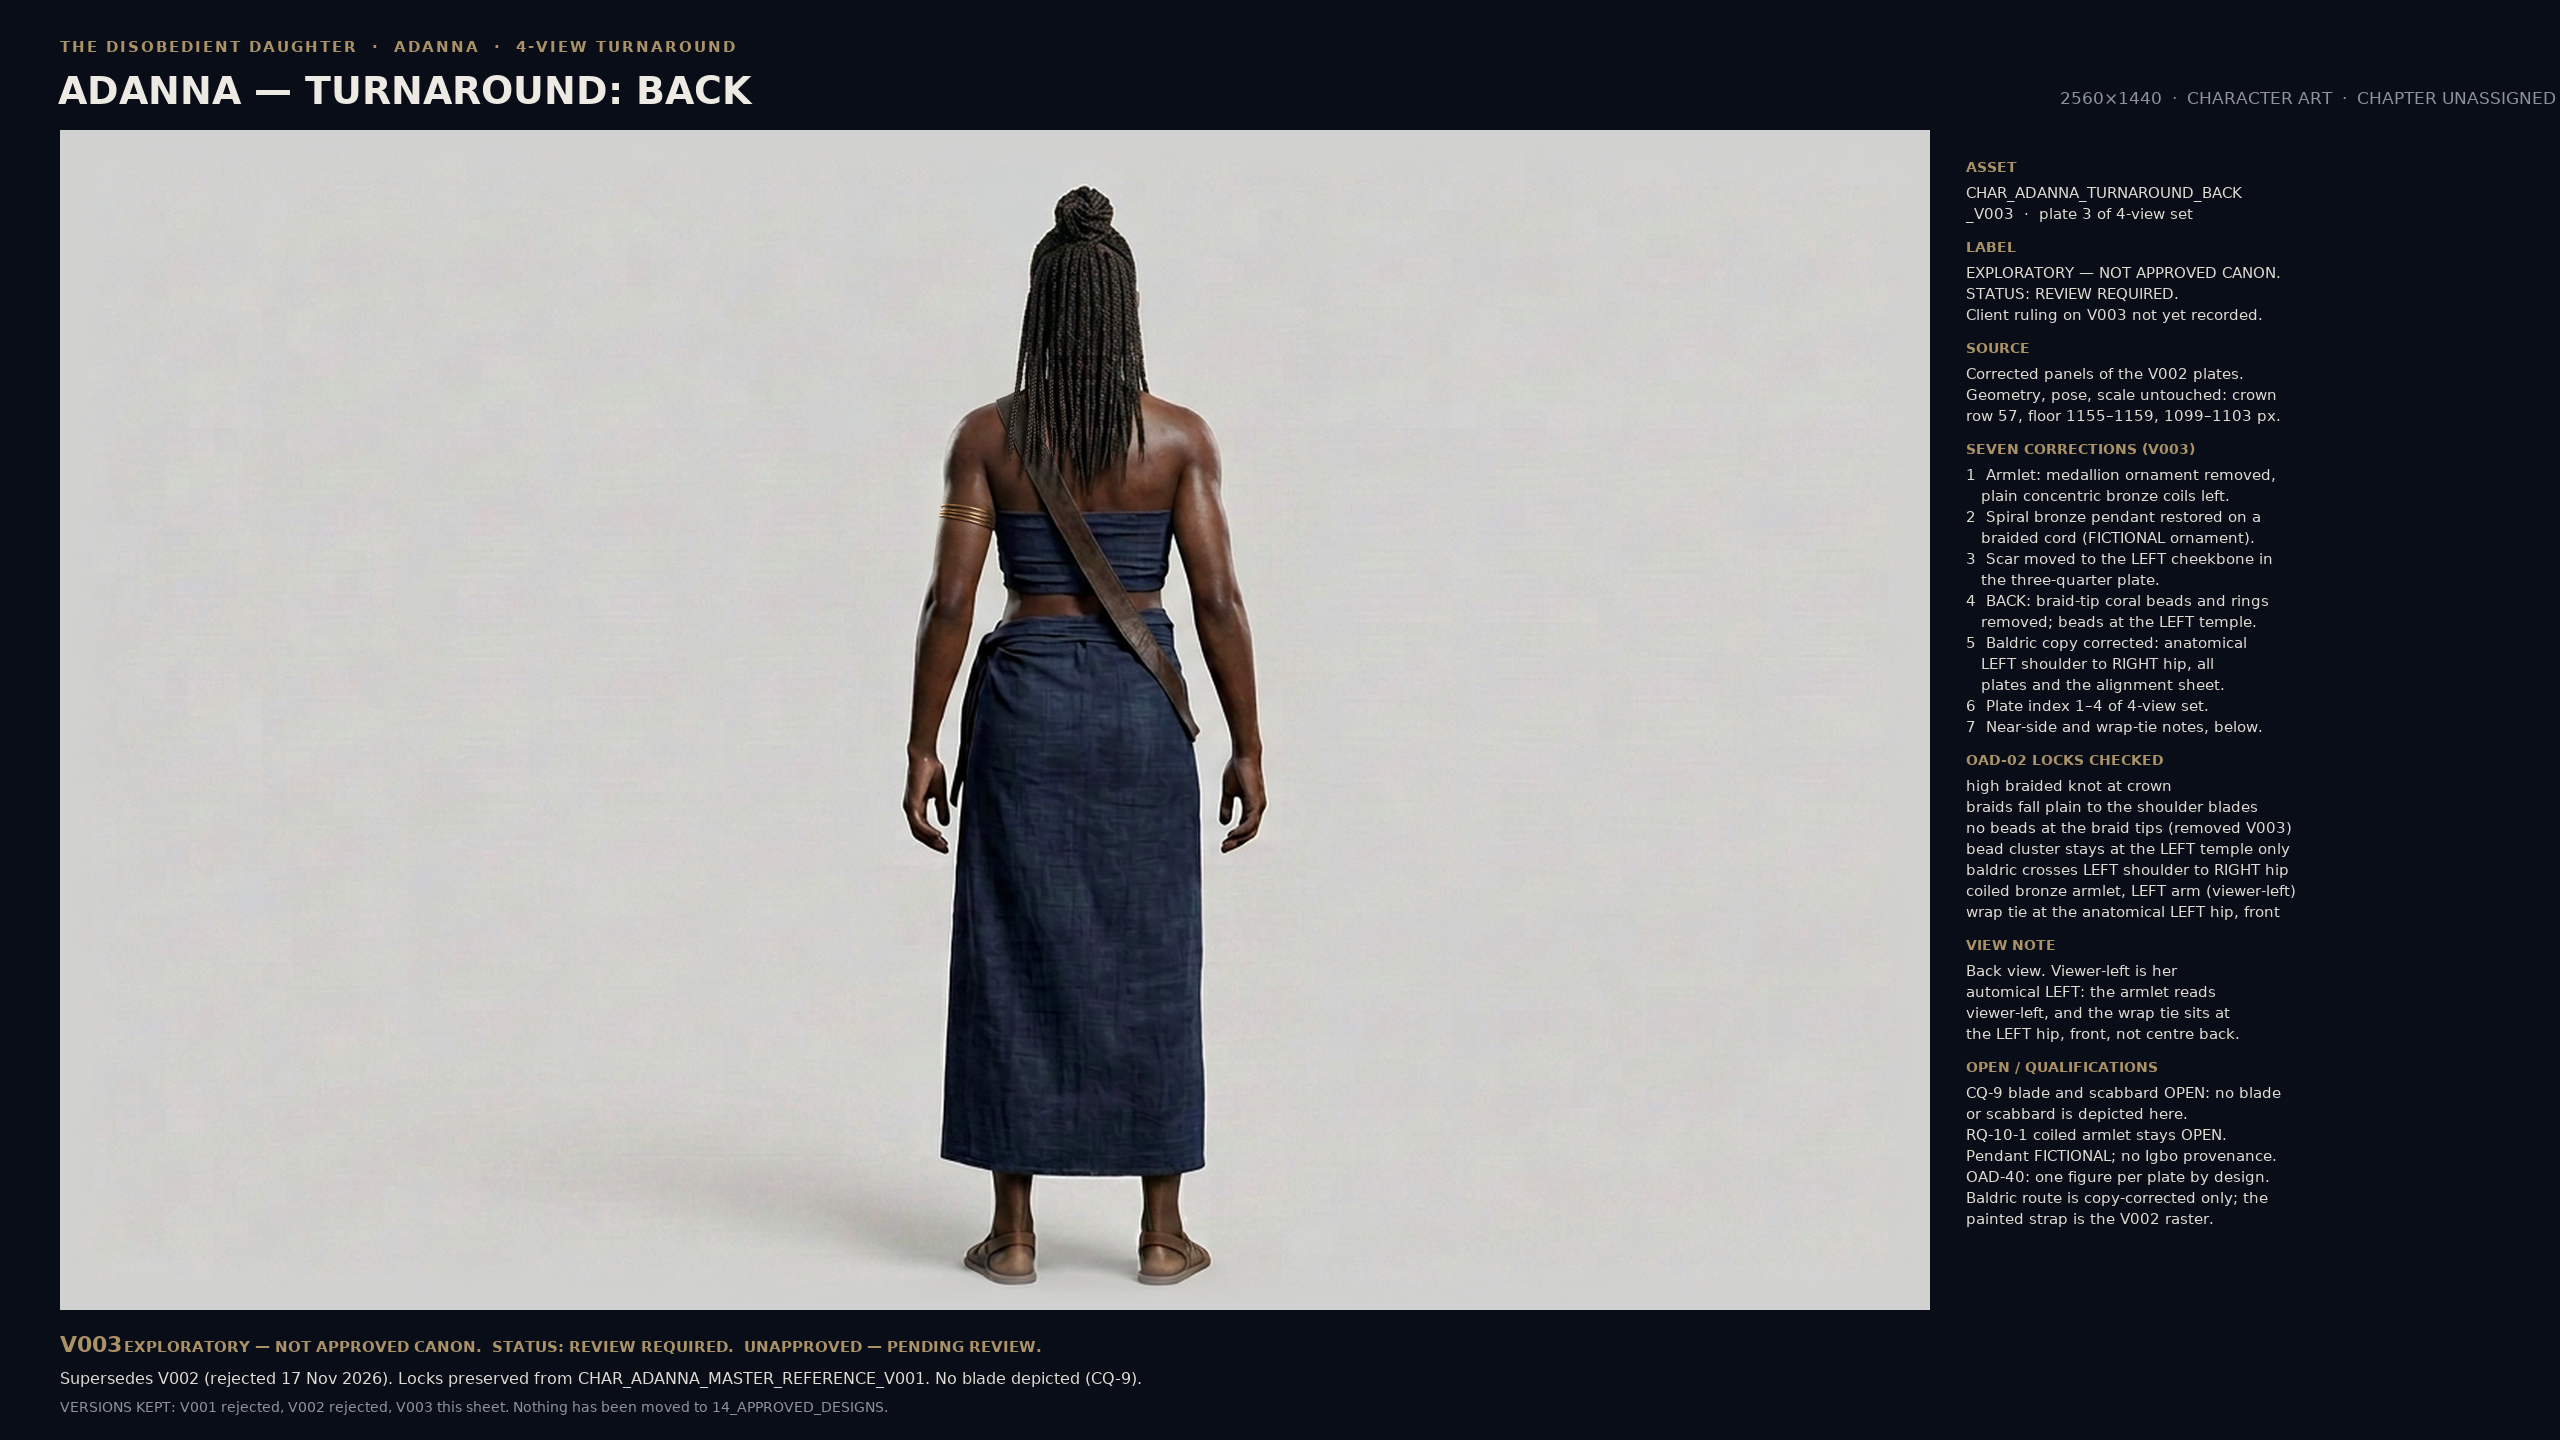 THE DISOBEDIENT DAUGHTER · ADANNA · 4-VIEW TURNAROUND
ADANNA — TURNAROUND: BACK
2560×1440 · CHARACTER ART · CHAPTER UNASSIGNED
ASSET
CHAR_ADANNA_TURNAROUND_BACK
_V003 · plate 3 of 4-view set
LABEL
EXPLORATORY — NOT APPROVED CANON.
STATUS: REVIEW REQUIRED.
Client ruling on V003 not yet recorded.
SOURCE
Corrected panels of the V002 plates.
Geometry, pose, scale untouched: crown
row 57, floor 1155–1159, 1099–1103 px.
SEVEN CORRECTIONS (V003)
1 Armlet: medallion ornament removed,
plain concentric bronze coils left.
2 Spiral bronze pendant restored on a
braided cord (FICTIONAL ornament).
3 Scar moved to the LEFT cheekbone in
the three-quarter plate.
4 BACK: braid-tip coral beads and rings
removed; beads at the LEFT temple.
5 Baldric copy corrected: anatomical
LEFT shoulder to RIGHT hip, all
plates and the alignment sheet.
6 Plate index 1–4 of 4-view set.
7 Near-side and wrap-tie notes, below.
OAD-02 LOCKS CHECKED
high braided knot at crown
braids fall plain to the shoulder blades
no beads at the braid tips (removed V003)
bead cluster stays at the LEFT temple only
baldric crosses LEFT shoulder to RIGHT hip
coiled bronze armlet, LEFT arm (viewer-left)
wrap tie at the anatomical LEFT hip, front
VIEW NOTE
Back view. Viewer-left is her
automical LEFT: the armlet reads
viewer-left, and the wrap tie sits at
the LEFT hip, front, not centre back.
OPEN / QUALIFICATIONS
CQ-9 blade and scabbard OPEN: no blade
or scabbard is depicted here.
RQ-10-1 coiled armlet stays OPEN.
Pendant FICTIONAL; no Igbo provenance.
OAD-40: one figure per plate by design.
Baldric route is copy-corrected only; the
painted strap is the V002 raster.
V003 EXPLORATORY — NOT APPROVED CANON. STATUS: REVIEW REQUIRED. UNAPPROVED — PENDING REVIEW.
Supersedes V002 (rejected 17 Nov 2026). Locks preserved from CHAR_ADANNA_MASTER_REFERENCE_V001. No blade depicted (CQ-9).
VERSIONS KEPT: V001 rejected, V002 rejected, V003 this sheet. Nothing has been moved to 14_APPROVED_DESIGNS.